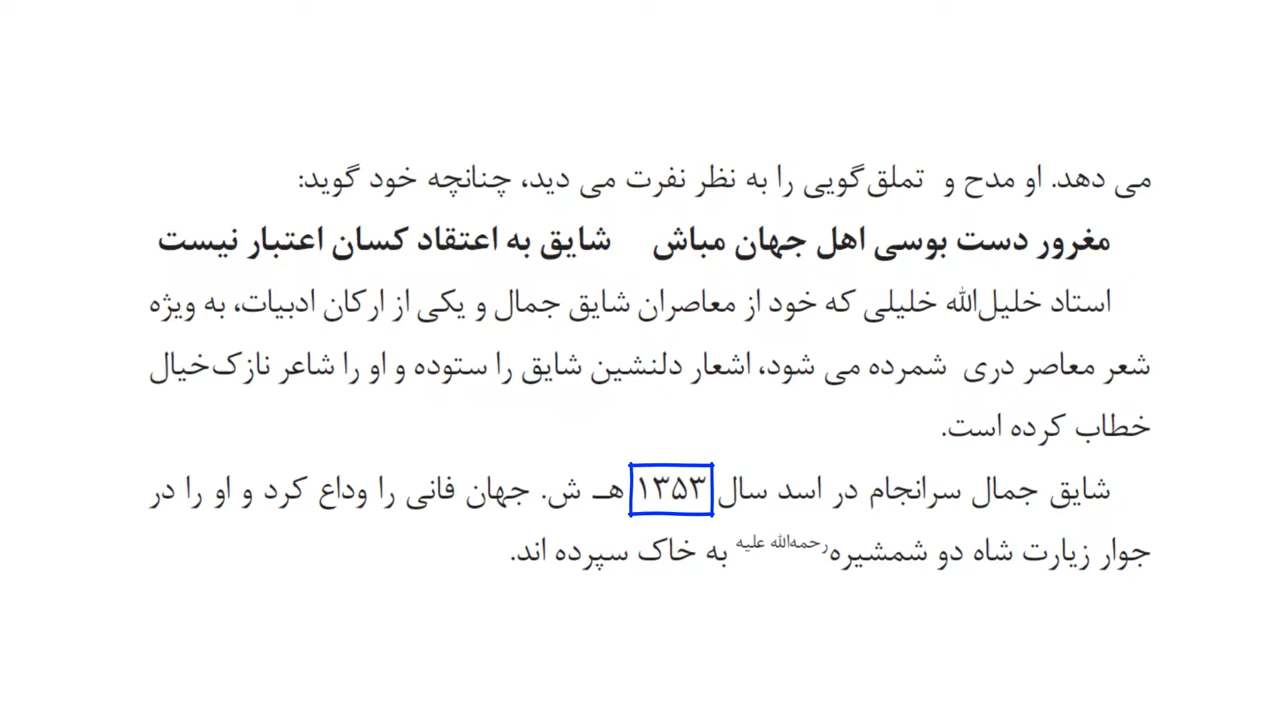 می دهد. او مدح و تملق‌گویی را به نظر نفرت می دید، چنانچه خود گوید:
مغرور دست بوسی اهل جهان مباش شایق به اعتقاد کسان اعتبار نیست
استاد خلیل‌الله خلیلی که خود از معاصران شایق جمال و یکی از ارکان ادبیات، به ویژه
شعر معاصر دری شمرده می شود، اشعار دلنشین شایق را ستوده و او را شاعر نازک‌خیال
خطاب کرده است.
شایق جمال سرانجام در اسد سال ۱۳۵۳ هـ ش. جهان فانی را وداع کرد و او را در
جوار زیارت شاه دو شمشیره رحمه‌الله علیه به خاک سپرده اند.